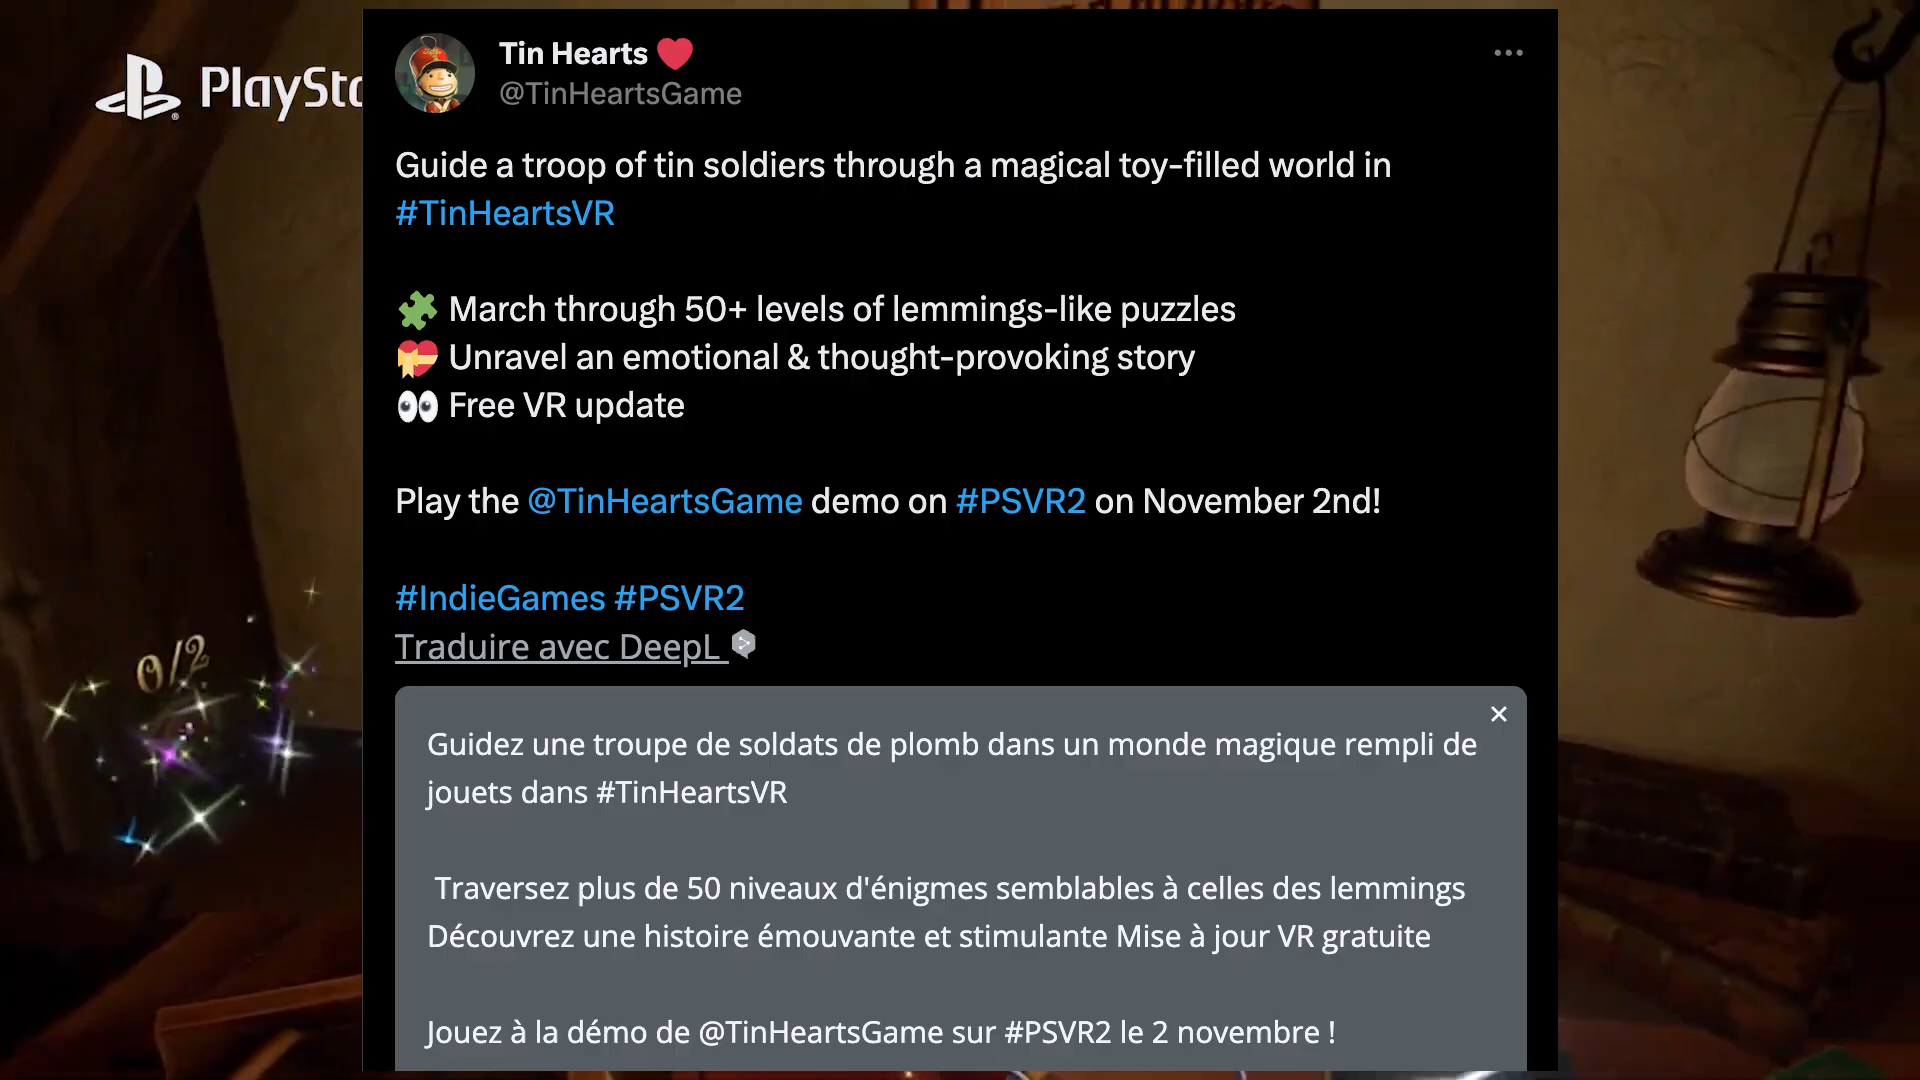 PlaySta
Tin Hearts
@TinHeartsGame
Guide a troop of tin soldiers through a magical toy-filled world in
#TinHeartsVR
March through 50+ levels of lemmings-like puzzles
Unravel an emotional & thought-provoking story
Free VR update
Play the @TinHeartsGame demo on #PSVR2 on November 2nd!
#IndieGames #PSVR2
Traduire avec DeepL
Guidez une troupe de soldats de plomb dans un monde magique rempli de
jouets dans #TinHeartsVR
Traversez plus de 50 niveaux d'énigmes semblables à celles des lemmings
Découvrez une histoire émouvante et stimulante Mise à jour VR gratuite
Jouez à la démo de @TinHeartsGame sur #PSVR2 le 2 novembre !
0/2